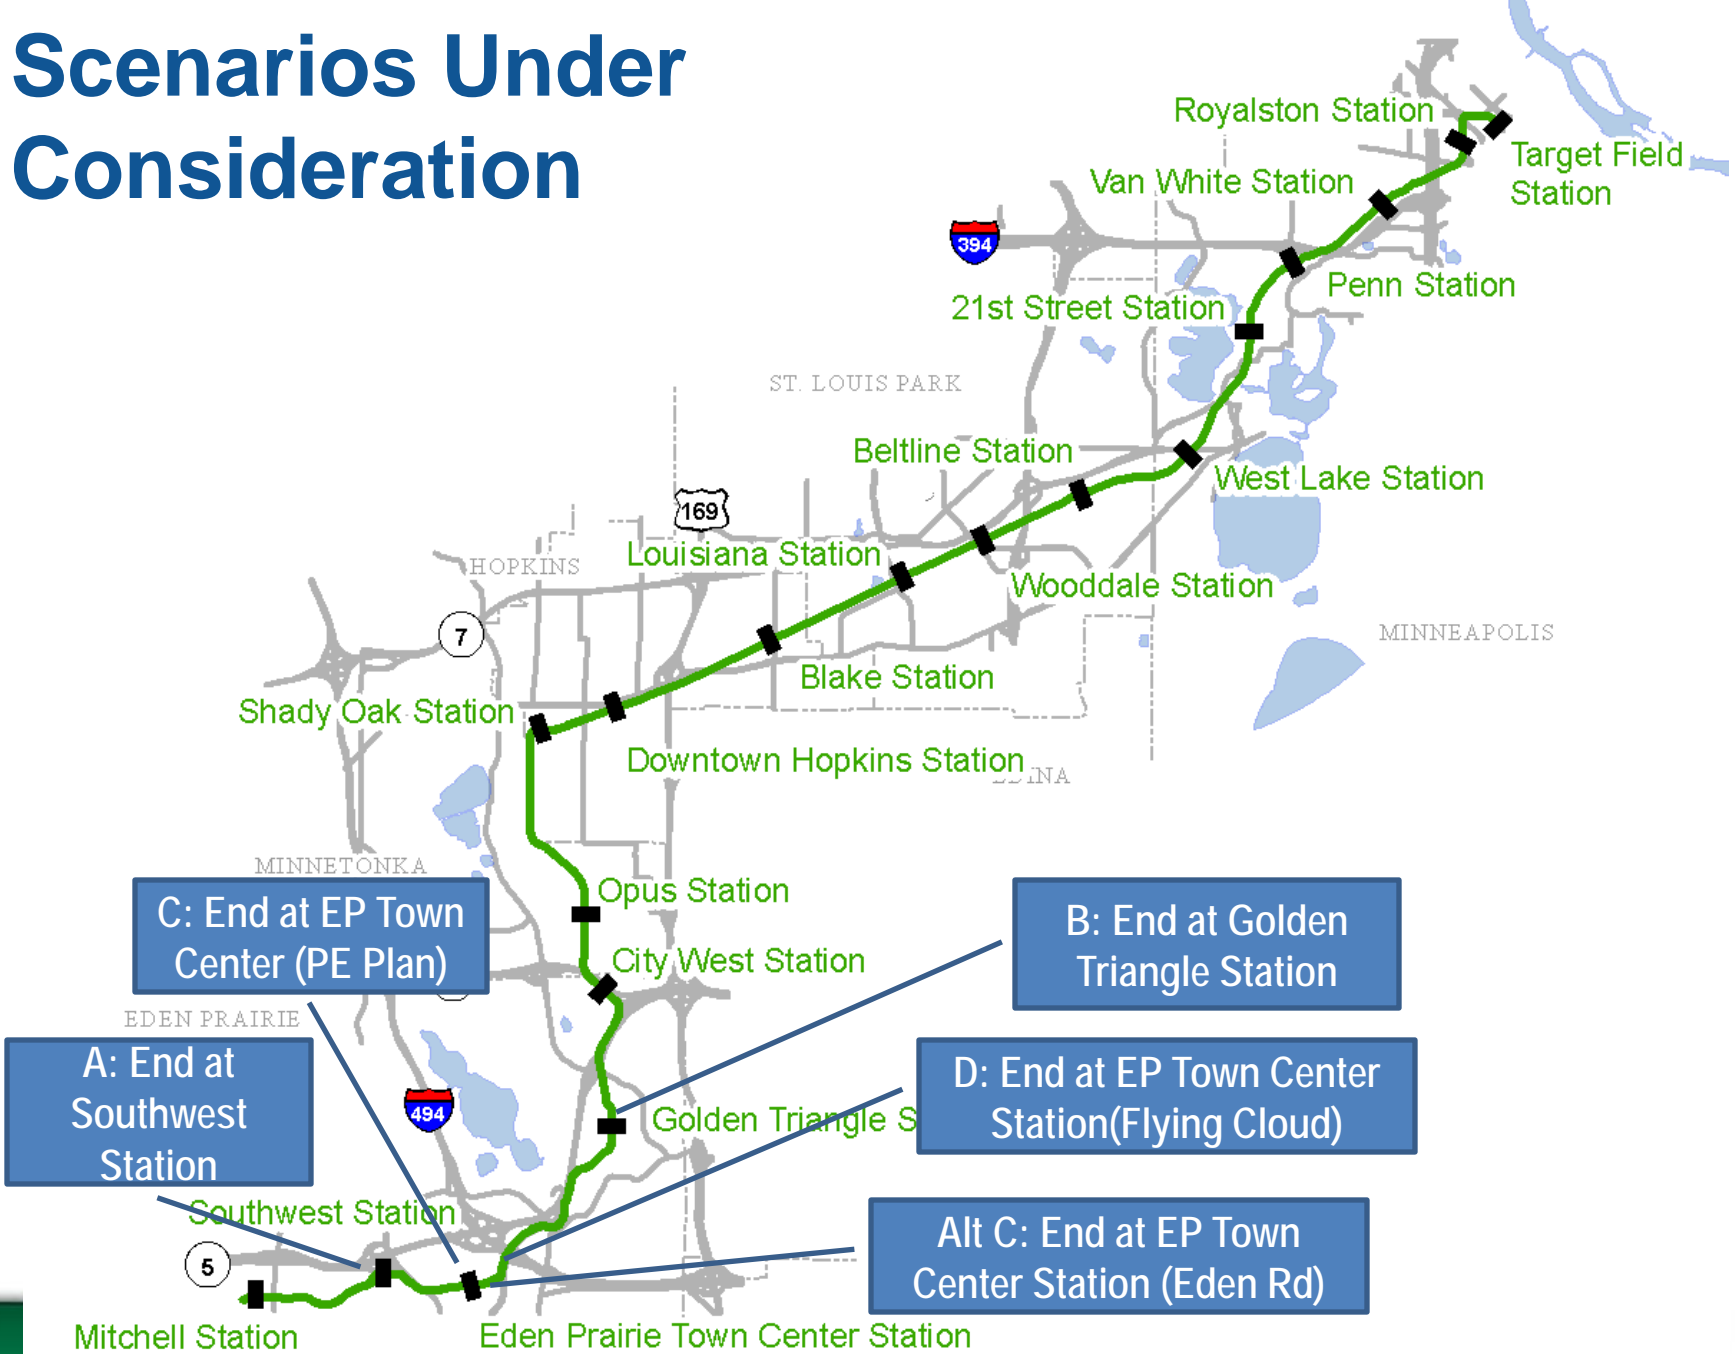 Scenarios Under
Consideration
Royalston Station
Target Field
Station
Van White Station
394
Penn Station
21st Street Station
ST. LOUIS PARK
Beltline Station
West Lake Station
169
Louisiana Station
HOPKINS
Wooddale Station
7
MINNEAPOLIS
Blake Station
Shady Oak Station
Downtown Hopkins Station
MINNETONKA
Opus Station
C: End at EP Town
Center (PE Plan)
B: End at Golden
Triangle Station
City West Station
EDEN PRAIRIE
A: End at
Southwest
Station
D: End at EP Town Center
Station(Flying Cloud)
494
Golden Triangle S
Southwest Station
Alt C: End at EP Town
Center Station (Eden Rd)
5
Mitchell Station
Eden Prairie Town Center Station